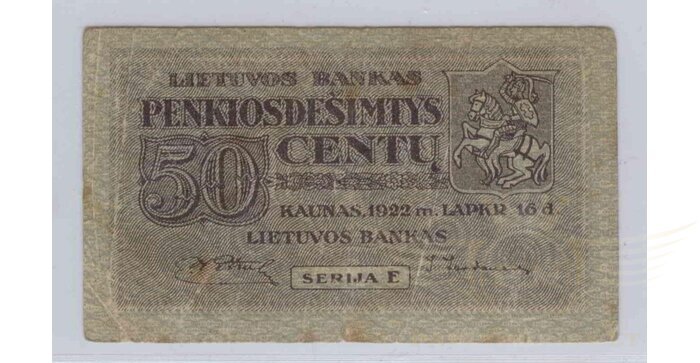 LIETUVOS BANKAS
PENKIOSDEŠIMTYS
50 CENTŲ
KAUNAS, 1922 m. LAPKR. 16 d.
LIETUVOS BANKAS
SERIJA E